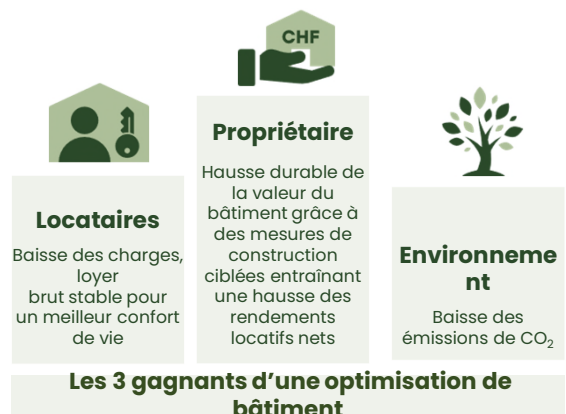 CHF
Locataires
Baisse des charges,
loyer
brut stable pour
un meilleur confort
de vie
Propriétaire
Hausse durable de
la valeur du
bâtiment grâce à
des mesures de
construction
ciblées entraînant
une hausse des
rendements
locatifs nets
Environneme
nt
Baisse des
émissions de CO₂
Les 3 gagnants d’une optimisation de
bâtiment